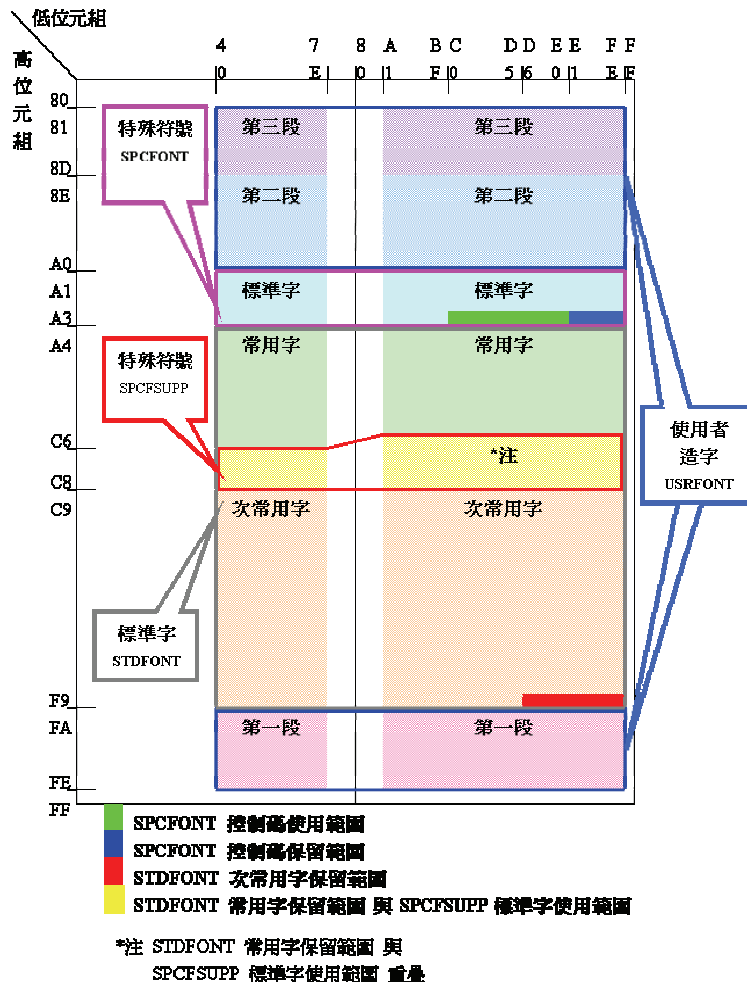 低位元組
高位元組
4 7 8 A B C D D E E F F
0 E 0 1 F 0 5 6 0 1 E F
80
81
8D
8E
A0
A1
A3
A4
C6
C8
C9
F9
FA
FE
FF
特殊符號
SPCFONT
第三段 第三段
第二段 第二段
標準字 標準字
常用字 常用字
特殊符號
SPCFSUPP
*注
使用者
造字
USRFONT
次常用字 次常用字
標準字
STDFONT
第一段 第一段
SPCFONT 控制碼使用範圍
SPCFONT 控制碼保留範圍
STDFONT 次常用字保留範圍
STDFONT 常用字保留範圍 與 SPCFSUPP 標準字使用範圍
*注 STDFONT 常用字保留範圍 與
SPCFSUPP 標準字使用範圍 重疊